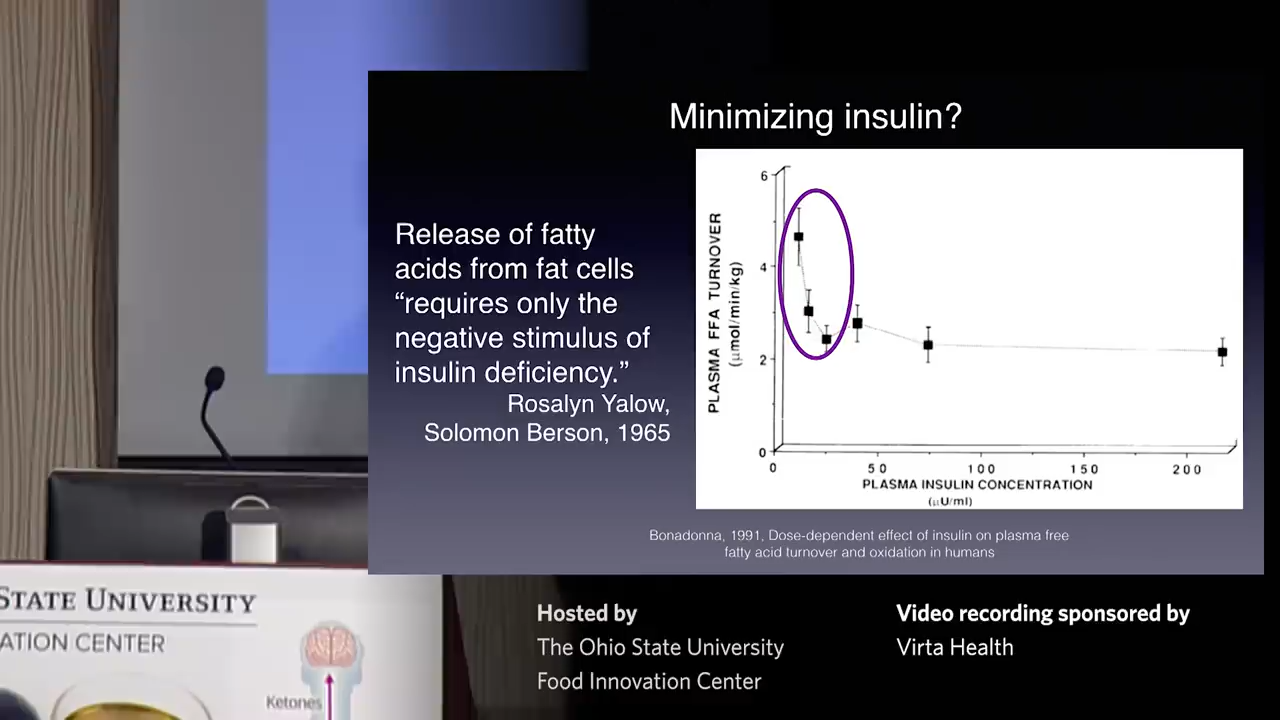 Minimizing insulin?
Release of fatty
acids from fat cells
“requires only the
negative stimulus of
insulin deficiency.”
Rosalyn Yalow,
Solomon Berson, 1965
PLASMA FFA TURNOVER
(μmol/min/kg)
6
4
2
0
0 50 100 150 200
PLASMA INSULIN CONCENTRATION
(μU/ml)
Bonadonna, 1991, Dose-dependent effect of insulin on plasma free
fatty acid turnover and oxidation in humans
STATE UNIVERSITY
ATION CENTER
Ketones
Hosted by
The Ohio State University
Food Innovation Center
Video recording sponsored by
Virta Health